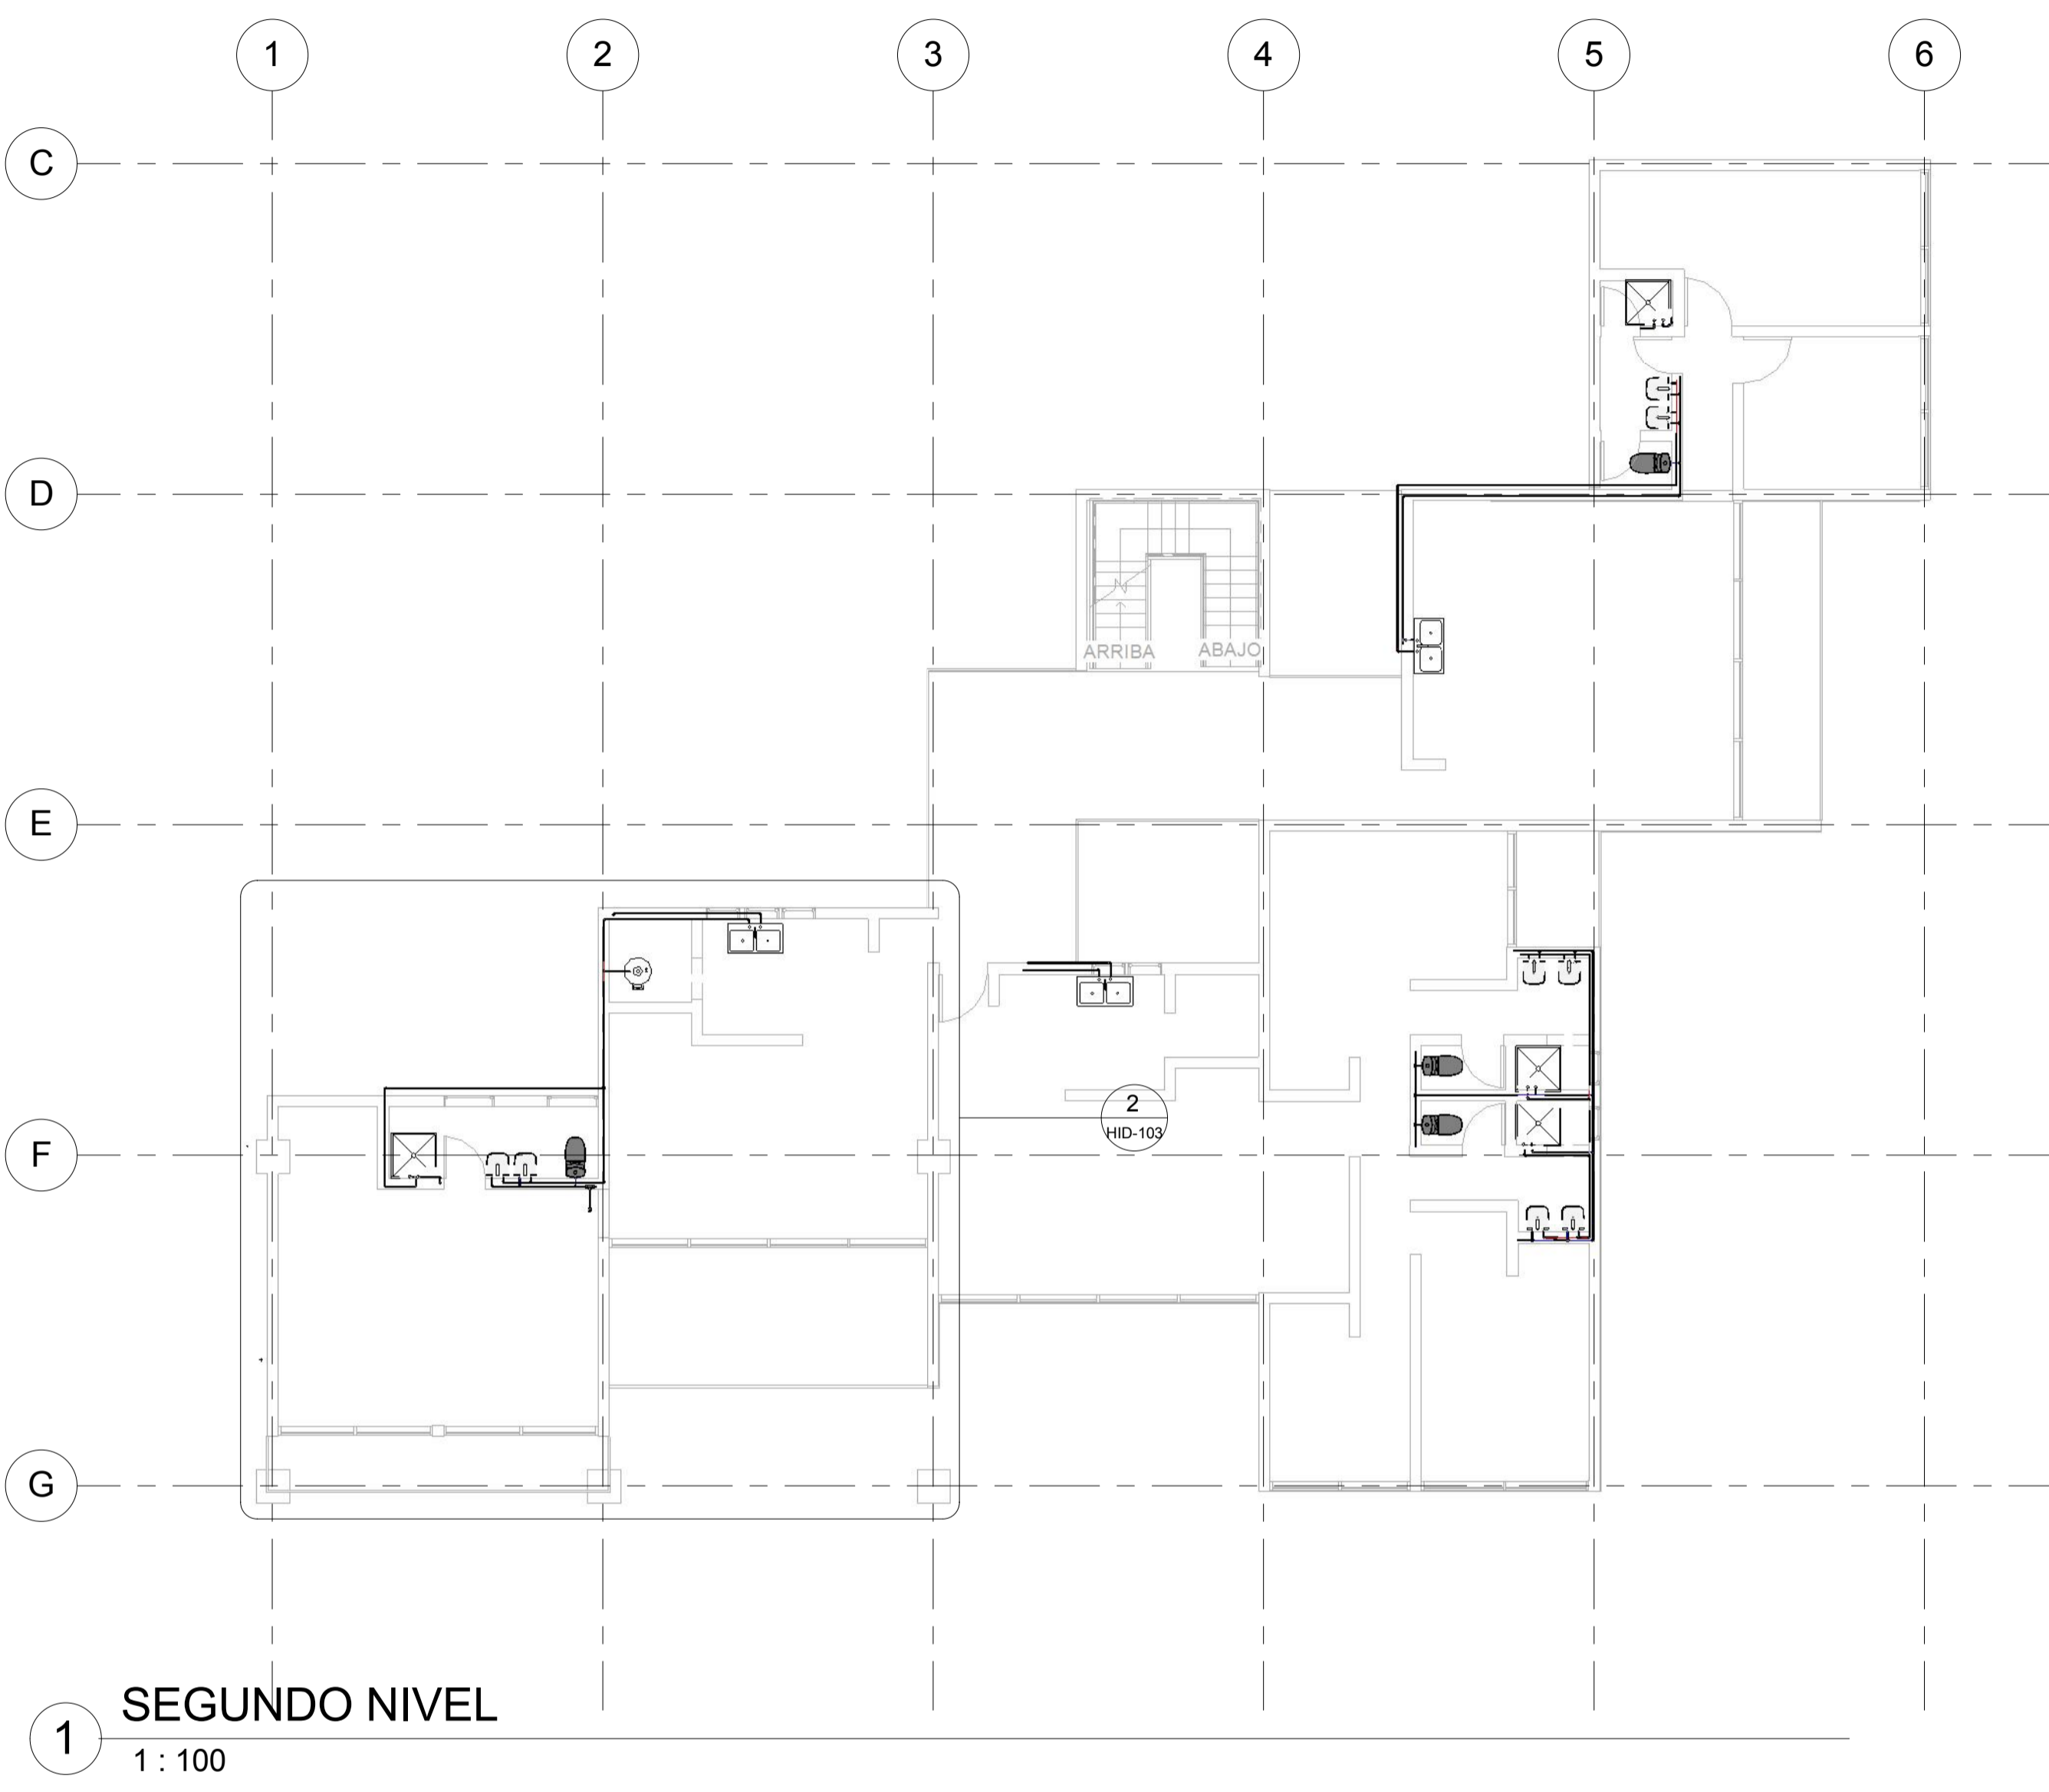 1 2 3 4 5 6
C
D
ARRIBA ABAJO
E
2
HID-103
F
G
SEGUNDO NIVEL
1
1 : 100